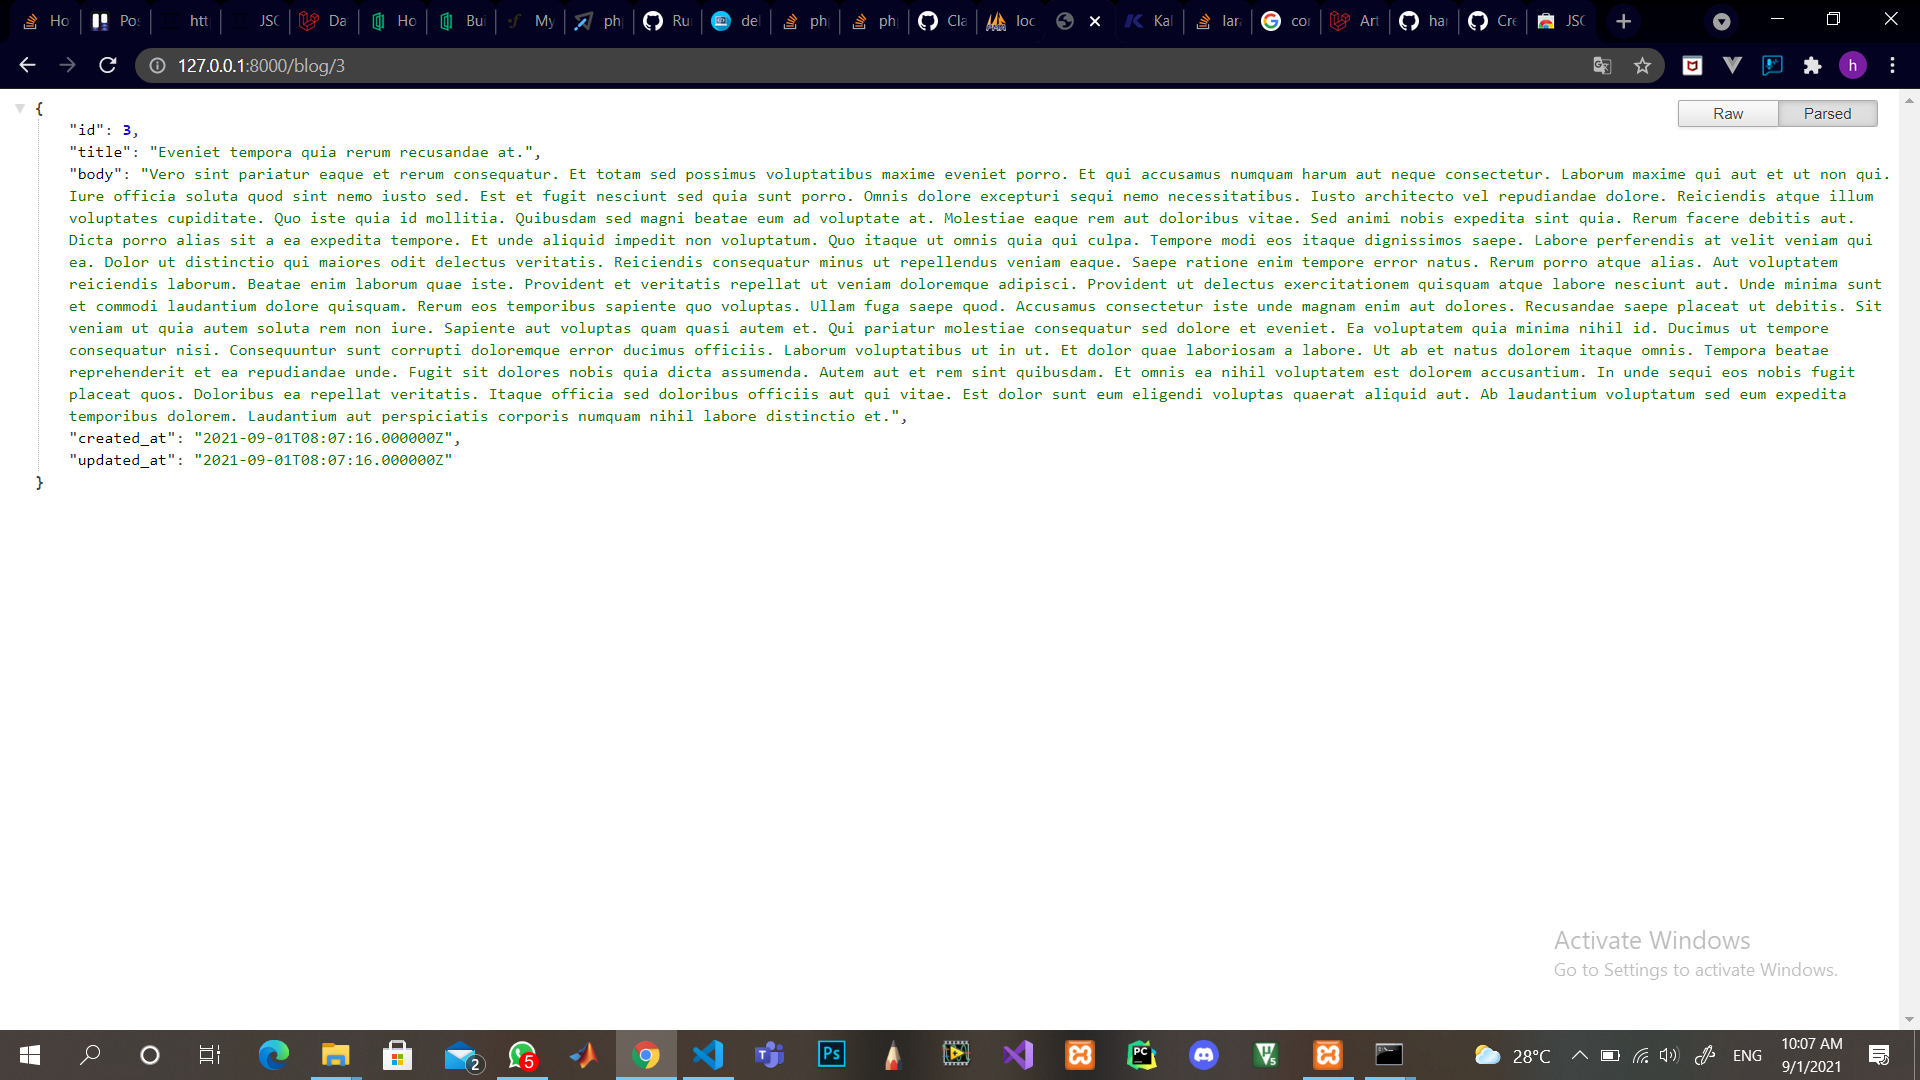 Ho Pos htt JSC Da Ho Bui My ph Ru del ph ph Cla loc Kal lar cor Art har Cre JSC
127.0.0.1:8000/blog/3 h
Raw Parsed
{
"id": 3,
"title": "Eveniet tempora quia rerum recusandae at.",
"body": "Vero sint pariatur eaque et rerum consequatur. Et totam sed possimus voluptatibus maxime eveniet porro. Et qui accusamus numquam harum aut neque consectetur. Laborum maxime qui aut et ut non qui.
Iure officia soluta quod sint nemo iusto sed. Est et fugit nesciunt sed quia sunt porro. Omnis dolore excepturi sequi nemo necessitatibus. Iusto architecto vel repudiandae dolore. Reiciendis atque illum
voluptates cupiditate. Quo iste quia id mollitia. Quibusdam sed magni beatae eum ad voluptate at. Molestiae eaque rem aut doloribus vitae. Sed animi nobis expedita sint quia. Rerum facere debitis aut.
Dicta porro alias sit a ea expedita tempore. Et unde aliquid impedit non voluptatum. Quo itaque ut omnis quia qui culpa. Tempore modi eos itaque dignissimos saepe. Labore perferendis at velit veniam qui
ea. Dolor ut distinctio qui maiores odit delectus veritatis. Reiciendis consequatur minus ut repellendus veniam eaque. Saepe ratione enim tempore error natus. Rerum porro atque alias. Aut voluptatem
reiciendis laborum. Beatae enim laborum quae iste. Provident et veritatis repellat ut veniam doloremque adipisci. Provident ut delectus exercitationem quisquam atque labore nesciunt aut. Unde minima sunt
et commodi laudantium dolore quisquam. Rerum eos temporibus sapiente quo voluptas. Ullam fuga saepe quod. Accusamus consectetur iste unde magnam enim aut dolores. Recusandae saepe placeat ut debitis. Sit
veniam ut quia autem soluta rem non iure. Sapiente aut voluptas quam quasi autem et. Qui pariatur molestiae consequatur sed dolore et eveniet. Ea voluptatem quia minima nihil id. Ducimus ut tempore
consequatur nisi. Consequuntur sunt corrupti doloremque error ducimus officiis. Laborum voluptatibus ut in ut. Et dolor quae laboriosam a labore. Ut ab et natus dolorem itaque omnis. Tempora beatae
reprehenderit et ea repudiandae unde. Fugit sit dolores nobis quia dicta assumenda. Autem aut et rem sint quibusdam. Et omnis ea nihil voluptatem est dolorem accusantium. In unde sequi eos nobis fugit
placeat quos. Doloribus ea repellat veritatis. Itaque officia sed doloribus officiis aut qui vitae. Est dolor sunt eum eligendi voluptas quaerat aliquid aut. Ab laudantium voluptatum sed eum expedita
temporibus dolorem. Laudantium aut perspiciatis corporis numquam nihil labore distinctio et.",
"created_at": "2021-09-01T08:07:16.000000Z",
"updated_at": "2021-09-01T08:07:16.000000Z"
}
Activate Windows
Go to Settings to activate Windows.
2 5 Ps PC 28°C ENG 10:07 AM
9/1/2021